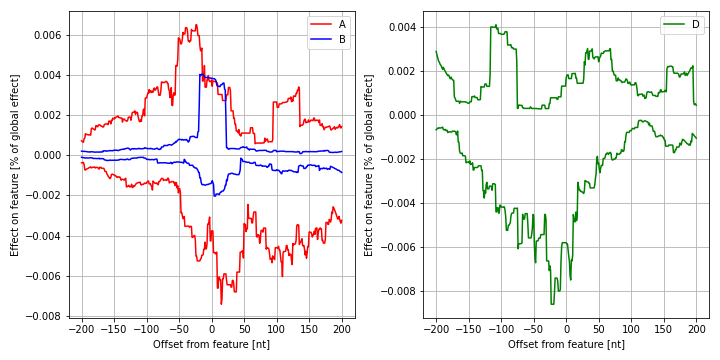 A
B
0.006
0.004
0.002
0.000
−0.002
−0.004
−0.006
−0.008
−200 −150 −100 −50 0 50 100 150 200
Offset from feature [nt]
Effect on feature [% of global effect]
D
0.004
0.002
0.000
−0.002
−0.004
−0.006
−0.008
−200 −150 −100 −50 0 50 100 150 200
Offset from feature [nt]
Effect on feature [% of global effect]